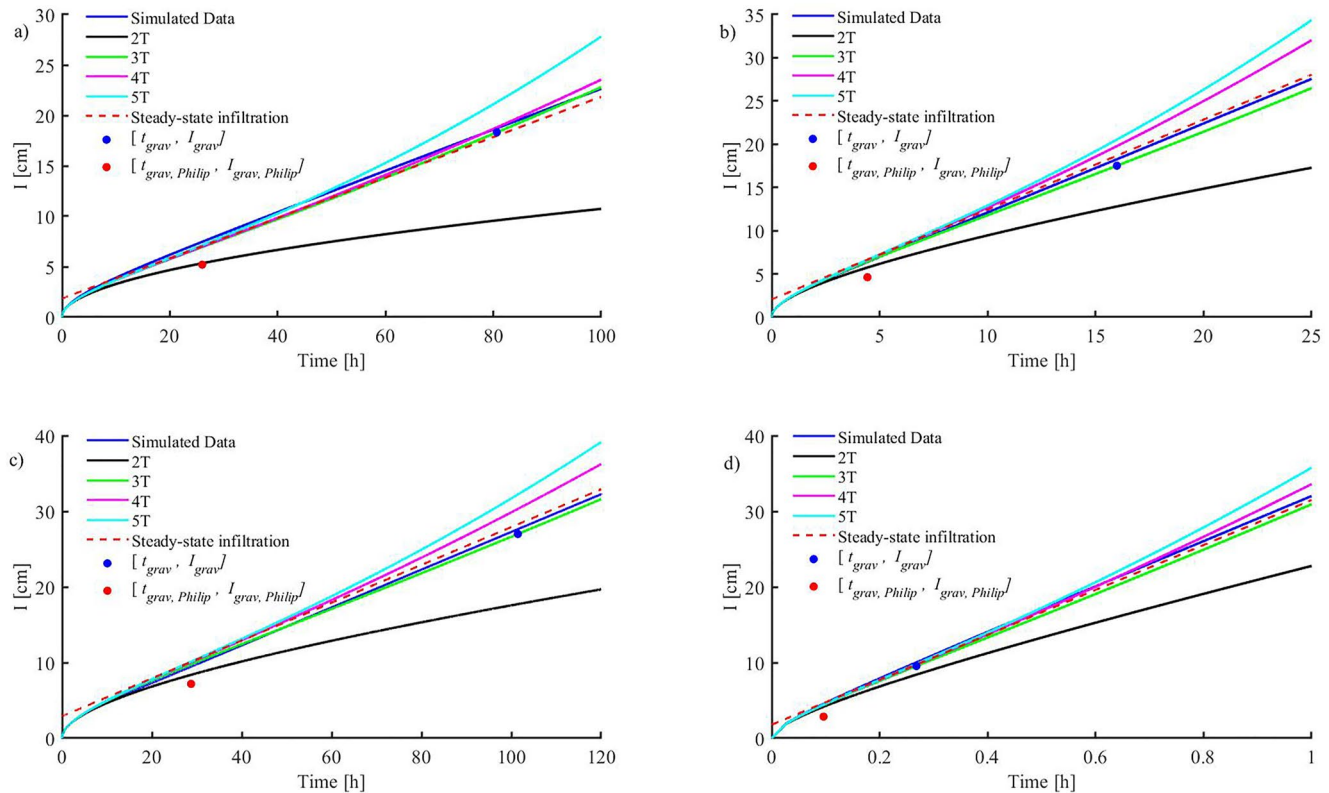 a)
I [cm]
30
25
20
15
10
5
0
Simulated Data
2T
3T
4T
5T
Steady-state infiltration
[ t_grav , I_grav]
[ t_grav, Philip , I_grav, Philip]
0 20 40 60 80 100
Time [h]
b)
I [cm]
35
30
25
20
15
10
5
0
Simulated Data
2T
3T
4T
5T
Steady-state infiltration
[ t_grav , I_grav]
[ t_grav, Philip , I_grav, Philip]
0 5 10 15 20 25
Time [h]
c)
I [cm]
40
30
20
10
0
Simulated Data
2T
3T
4T
5T
Steady-state infiltration
[ t_grav , I_grav]
[ t_grav, Philip , I_grav, Philip]
0 20 40 60 80 100 120
Time [h]
d)
I [cm]
40
30
20
10
0
Simulated Data
2T
3T
4T
5T
Steady-state infiltration
[ t_grav , I_grav]
[ t_grav, Philip , I_grav, Philip]
0 0.2 0.4 0.6 0.8 1
Time [h]